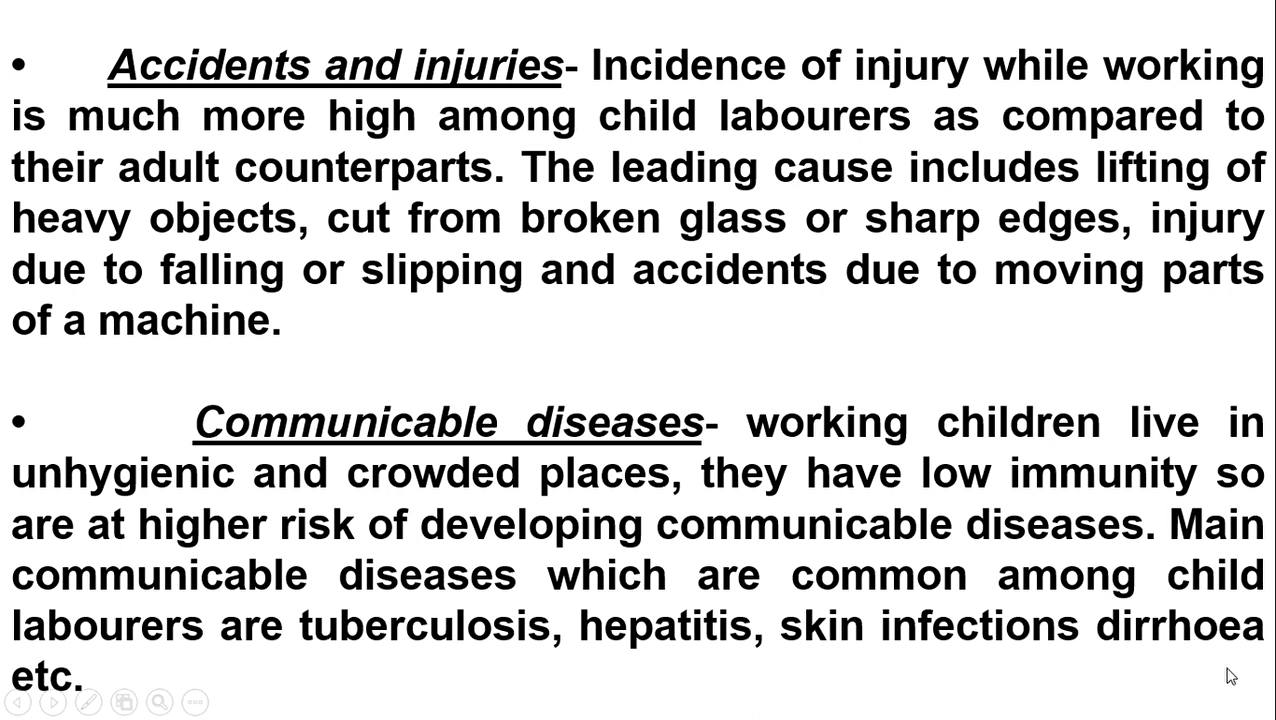 • Accidents and injuries- Incidence of injury while working
is much more high among child labourers as compared to
their adult counterparts. The leading cause includes lifting of
heavy objects, cut from broken glass or sharp edges, injury
due to falling or slipping and accidents due to moving parts
of a machine.
• Communicable diseases- working children live in
unhygienic and crowded places, they have low immunity so
are at higher risk of developing communicable diseases. Main
communicable diseases which are common among child
labourers are tuberculosis, hepatitis, skin infections dirrhoea
etc.